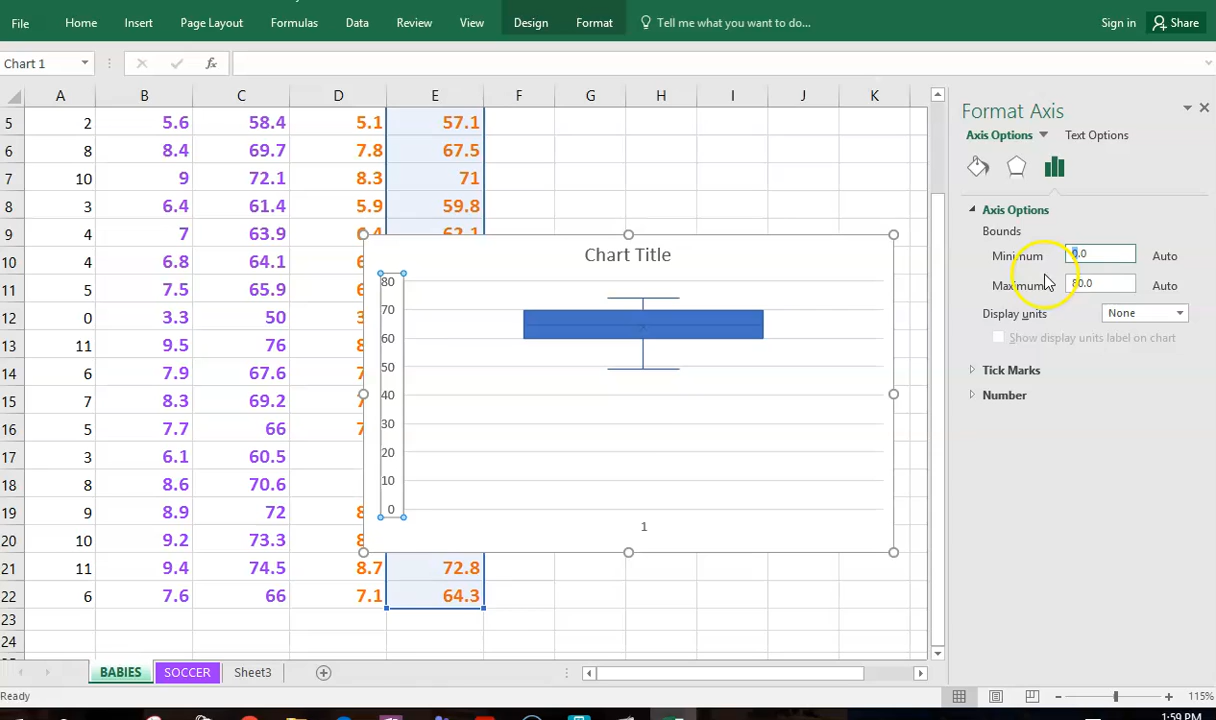 File Home Insert Page Layout Formulas Data Review View Design Format Tell me what you want to do... Sign in Share
Chart 1 fx
A B C D E F G H I J K
5 2 5.6 58.4 5.1 57.1
6 8 8.4 69.7 7.8 67.5
7 10 9 72.1 8.3 71
8 3 6.4 61.4 5.9 59.8
9 4 7 63.9 62.1
10 4 6.8 64.1
11 5 7.5 65.9
12 0 3.3 50
13 11 9.5 76
14 6 7.9 67.6
15 7 8.3 69.2
16 5 7.7 66
17 3 6.1 60.5
18 8 8.6 70.6
19 9 8.9 72
20 10 9.2 73.3
21 11 9.4 74.5 8.7 72.8
22 6 7.6 66 7.1 64.3
23
24
Chart Title
80
70
60
50
40
30
20
10
0
1
Format Axis
Axis Options Text Options
Axis Options
Bounds
Minimum 0.0 Auto
Maximum 80.0 Auto
Display units None
Show display units label on chart
Tick Marks
Number
BABIES SOCCER Sheet3
Ready 115%
1:59 PM